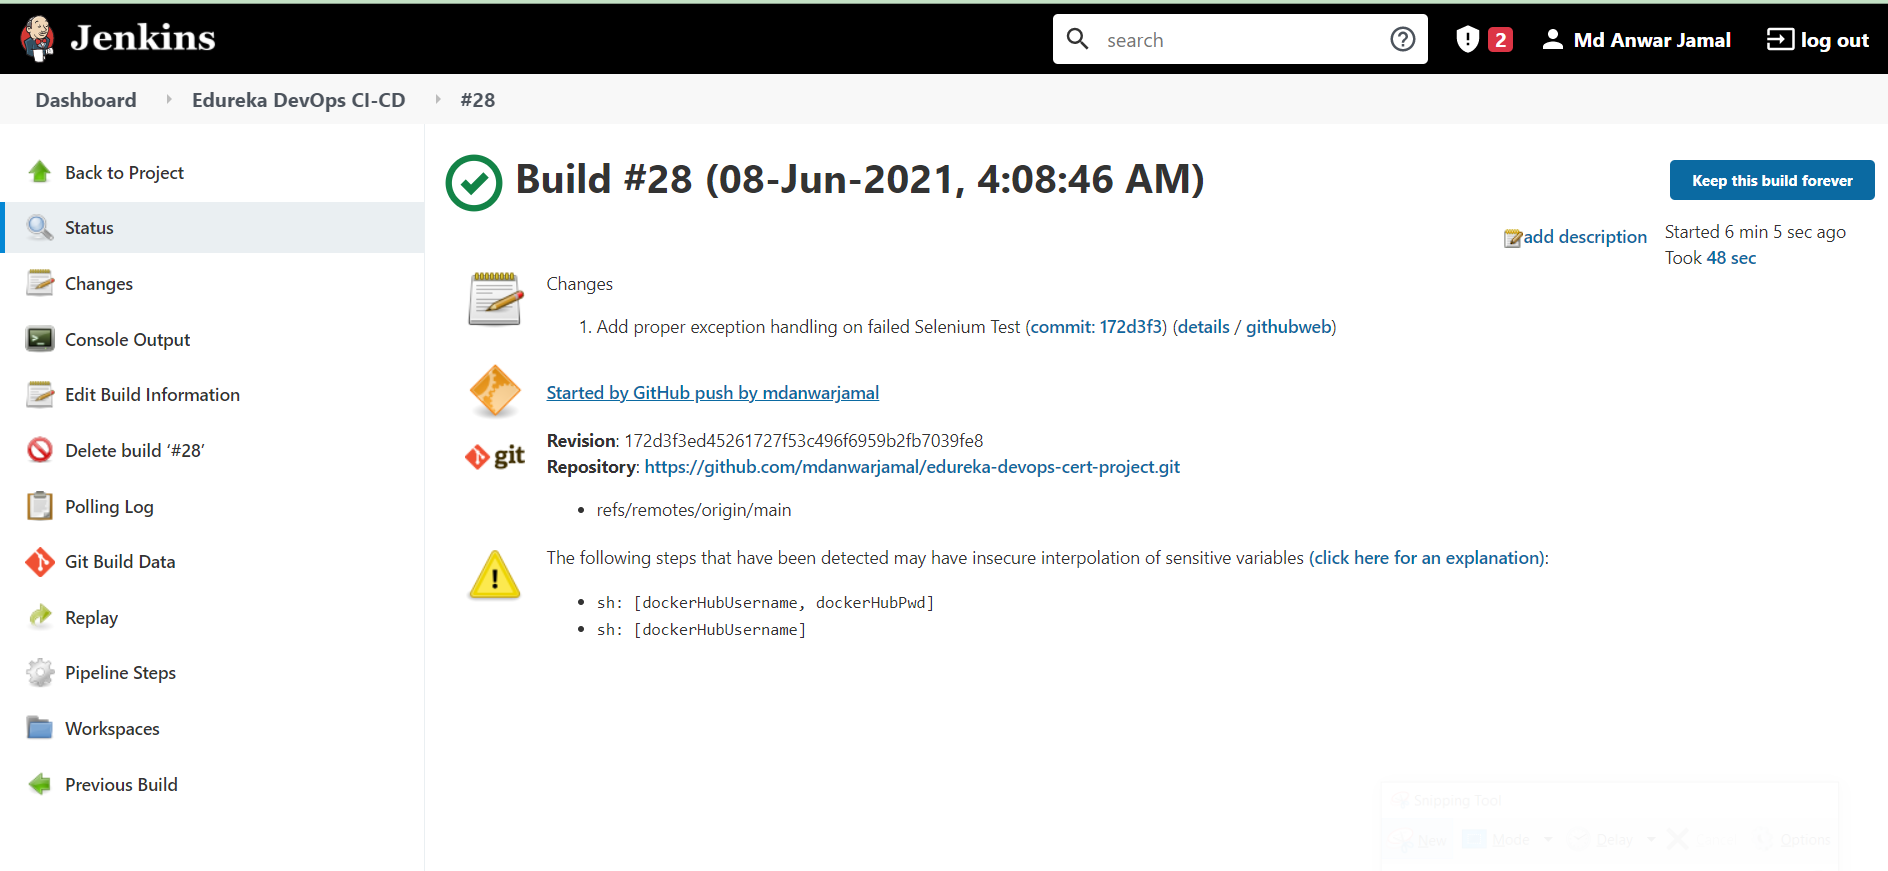 Jenkins
search
2
Md Anwar Jamal
log out
Dashboard
Edureka DevOps CI-CD
#28
Back to Project
Status
Changes
Console Output
Edit Build Information
Delete build ‘#28’
Polling Log
Git Build Data
Replay
Pipeline Steps
Workspaces
Previous Build
Build #28 (08-Jun-2021, 4:08:46 AM)
Keep this build forever
add description
Started 6 min 5 sec ago
Took 48 sec
Changes
1. Add proper exception handling on failed Selenium Test (commit: 172d3f3) (details / githubweb)
Started by GitHub push by mdanwarjamal
git
Revision: 172d3f3ed45261727f53c496f6959b2fb7039fe8
Repository: https://github.com/mdanwarjamal/edureka-devops-cert-project.git
refs/remotes/origin/main
The following steps that have been detected may have insecure interpolation of sensitive variables (click here for an explanation):
sh: [dockerHubUsername, dockerHubPwd]
sh: [dockerHubUsername]
Snipping Tool
New
Mode
Delay
Options